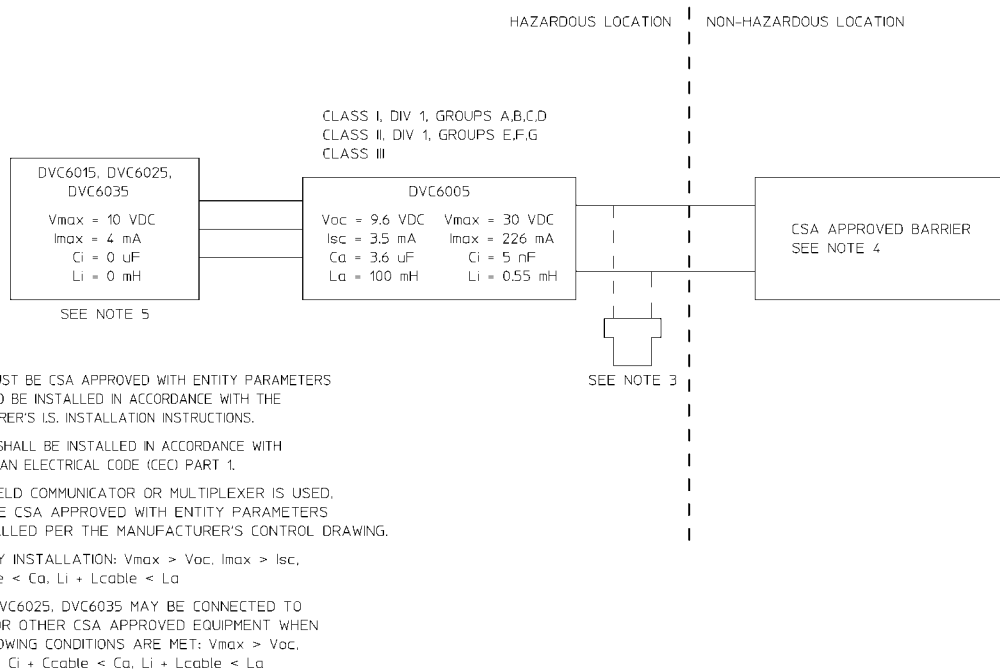 HAZARDOUS LOCATION
NON-HAZARDOUS LOCATION
CLASS I, DIV 1, GROUPS A,B,C,D
CLASS II, DIV 1, GROUPS E,F,G
CLASS III
DVC6015, DVC6025,
DVC6035
Vmax = 10 VDC
Imax = 4 mA
Ci = 0 uF
Li = 0 mH
SEE NOTE 5
DVC6005
Voc = 9.6 VDC Vmax = 30 VDC
Isc = 3.5 mA Imax = 226 mA
Ca = 3.6 uF Ci = 5 nF
La = 100 mH Li = 0.55 mH
CSA APPROVED BARRIER
SEE NOTE 4
SEE NOTE 3
UST BE CSA APPROVED WITH ENTITY PARAMETERS
O BE INSTALLED IN ACCORDANCE WITH THE
RER'S I.S. INSTALLATION INSTRUCTIONS.
SHALL BE INSTALLED IN ACCORDANCE WITH
AN ELECTRICAL CODE (CEC) PART 1.
ELD COMMUNICATOR OR MULTIPLEXER IS USED,
E CSA APPROVED WITH ENTITY PARAMETERS
LLED PER THE MANUFACTURER'S CONTROL DRAWING.
Y INSTALLATION: Vmax > Voc, Imax > Isc,
e < Ca, Li + Lcable < La
VC6025, DVC6035 MAY BE CONNECTED TO
OR OTHER CSA APPROVED EQUIPMENT WHEN
OWING CONDITIONS ARE MET: Vmax > Voc,
Ci + Ccable < Ca, Li + Lcable < La